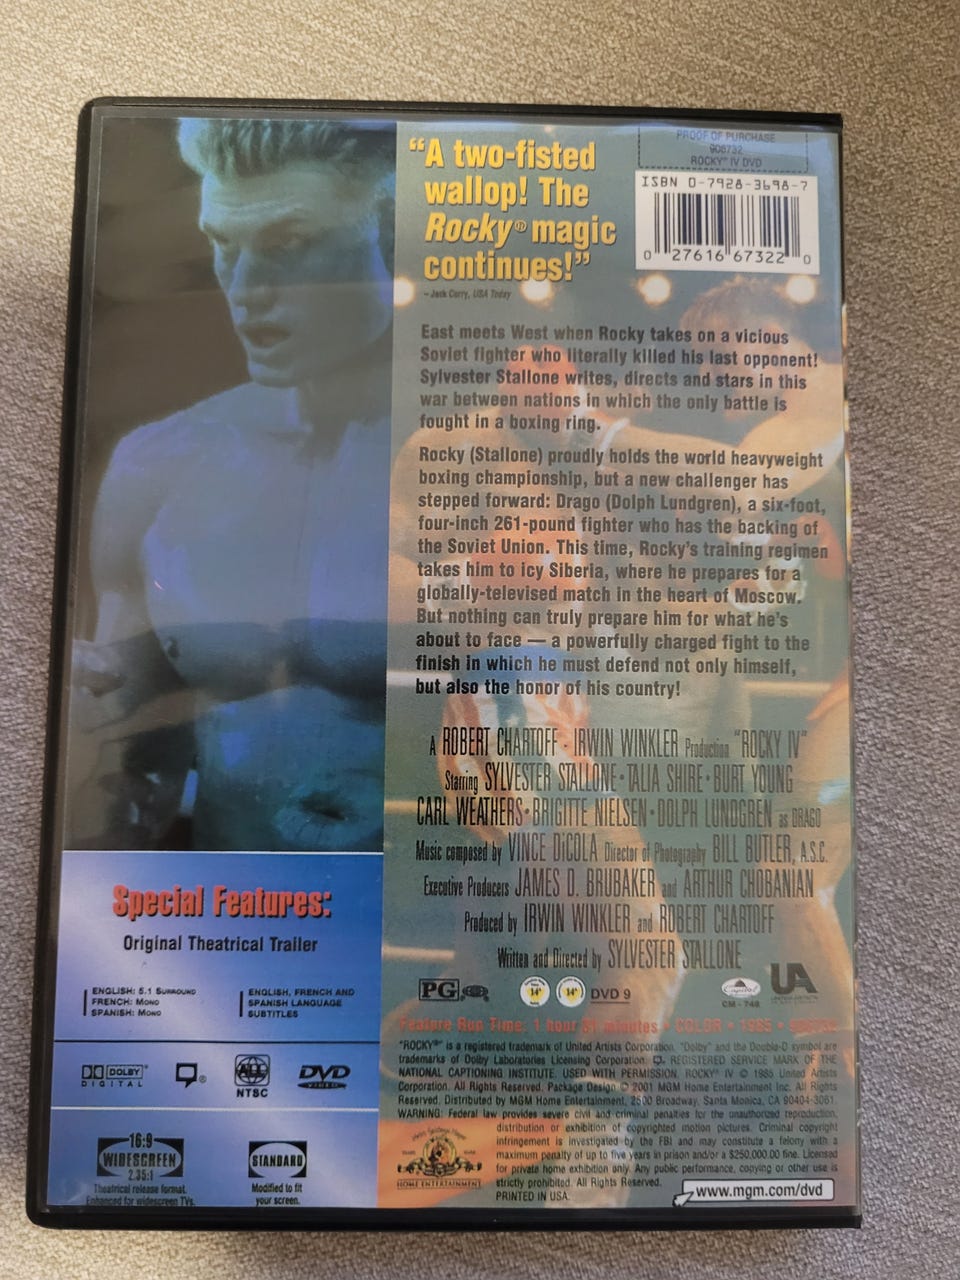 PROOF OF PURCHASE
908732
ROCKY® IV DVD
ISBN 0-7928-3698-7
0 27616 67322 0
“A two-fisted
wallop! The
Rocky® magic
continues!”
– Jack Curry, USA Today
East meets West when Rocky takes on a vicious
Soviet fighter who literally killed his last opponent!
Sylvester Stallone writes, directs and stars in this
war between nations in which the only battle is
fought in a boxing ring.
Rocky (Stallone) proudly holds the world heavyweight
boxing championship, but a new challenger has
stepped forward: Drago (Dolph Lundgren), a six-foot,
four-inch 261-pound fighter who has the backing of
the Soviet Union. This time, Rocky's training regimen
takes him to icy Siberia, where he prepares for a
globally-televised match in the heart of Moscow.
But nothing can truly prepare him for what he's
about to face — a powerfully charged fight to the
finish in which he must defend not only himself,
but also the honor of his country!
A ROBERT CHARTOFF - IRWIN WINKLER Production "ROCKY IV"
Starring SYLVESTER STALLONE • TALIA SHIRE • BURT YOUNG
CARL WEATHERS • BRIGITTE NIELSEN • DOLPH LUNDGREN as DRAGO
Music composed by VINCE DiCOLA Director of Photography BILL BUTLER, A.S.C.
Executive Producers JAMES D. BRUBAKER and ARTHUR CHOBANIAN
Produced by IRWIN WINKLER and ROBERT CHARTOFF
Written and Directed by SYLVESTER STALLONE
PG 14+ 14+ DVD 9 Capitol CM - 748 UA
Feature Run Time: 1 hour 31 minutes • COLOR • 1985 • 908732
"ROCKY®" is a registered trademark of United Artists Corporation. "Dolby" and the Double-D symbol are
trademarks of Dolby Laboratories Licensing Corporation. REGISTERED SERVICE MARK OF THE
NATIONAL CAPTIONING INSTITUTE. USED WITH PERMISSION. ROCKY IV © 1985 United Artists
Corporation. All Rights Reserved. Package Design © 2001 MGM Home Entertainment Inc. All Rights
Reserved. Distributed by MGM Home Entertainment, 2500 Broadway, Santa Monica, CA 90404-3061.
WARNING: Federal law provides severe civil and criminal penalties for the unauthorized reproduction,
distribution or exhibition of copyrighted motion pictures. Criminal copyright
infringement is investigated by the FBI and may constitute a felony with a
maximum penalty of up to five years in prison and/or a $250,000.00 fine. Licensed
for private home exhibition only. Any public performance, copying or other use is
strictly prohibited. All Rights Reserved.
PRINTED IN USA.
www.mgm.com/dvd
HOME ENTERTAINMENT
Special Features:
Original Theatrical Trailer
ENGLISH: 5.1 SURROUND
FRENCH: MONO
SPANISH: MONO
ENGLISH, FRENCH AND
SPANISH LANGUAGE
SUBTITLES
DOLBY
DIGITAL
®
ALL
NTSC
DVD
VIDEO
16:9
WIDESCREEN
2.35:1
Theatrical release format.
Enhanced for widescreen TVs.
STANDARD
Modified to fit
your screen.